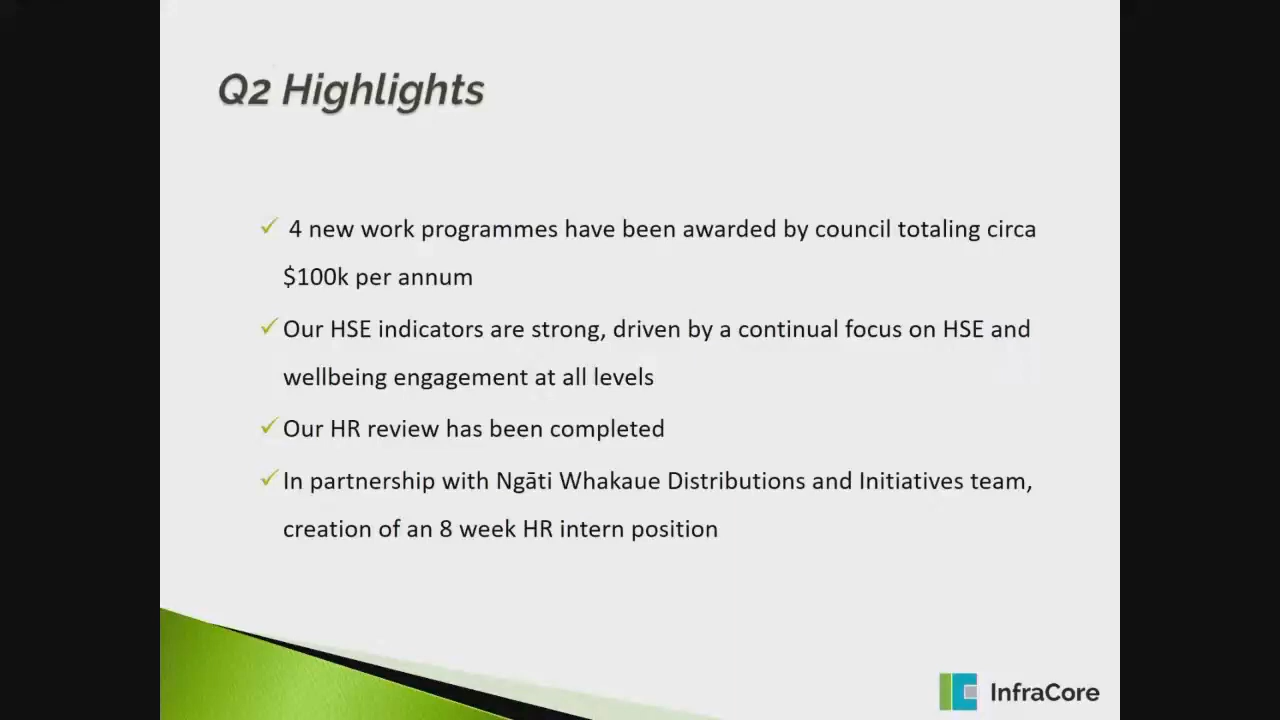 Q2 Highlights
✓ 4 new work programmes have been awarded by council totaling circa
$100k per annum
✓ Our HSE indicators are strong, driven by a continual focus on HSE and
wellbeing engagement at all levels
✓ Our HR review has been completed
✓ In partnership with Ngāti Whakaue Distributions and Initiatives team,
creation of an 8 week HR intern position
InfraCore